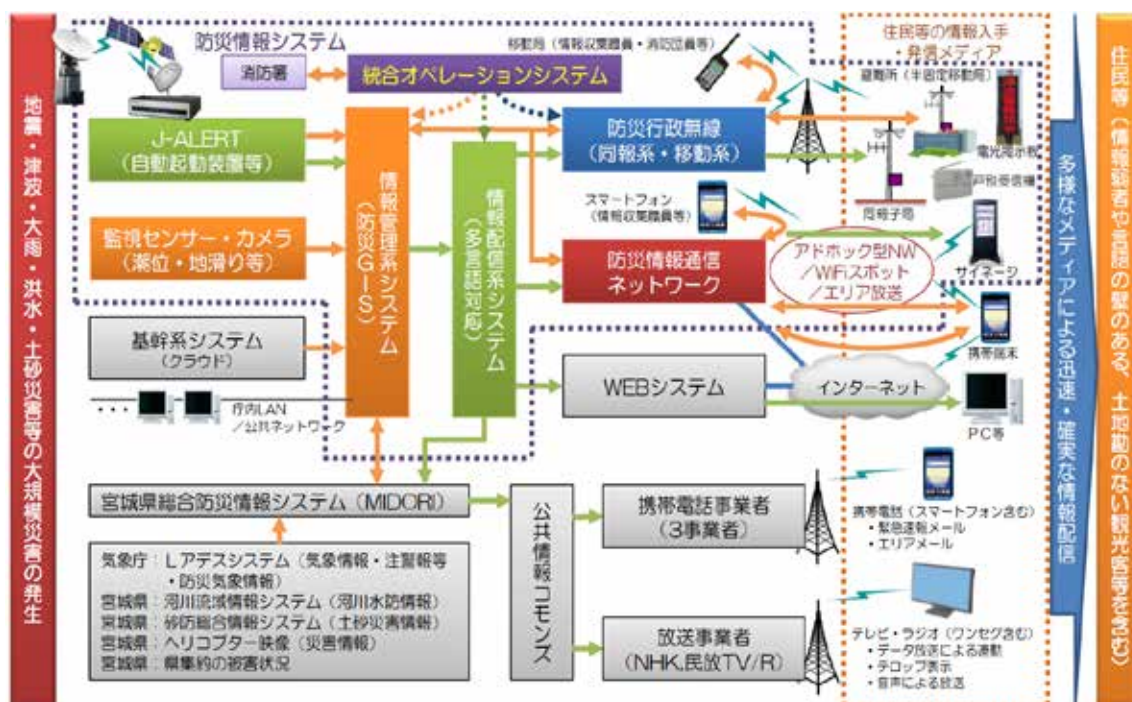 地震・津波・大雨・洪水・土砂災害等の大規模災害の発生
防災情報システム
消防署
統合オペレーションシステム
移動局（情報収集職員・消防団員等）
住民等の情報入手
・発信メディア
避難所（半固定移動局）
J-ALERT
（自動起動装置等）
防災行政無線
（同報系・移動系）
電光掲示板
戸別受信機
同報子局
情報管理系システム
（防災GIS）
情報配信系システム
（多言語対応）
スマートフォン
（情報収集職員等）
監視センサー・カメラ
（潮位・地滑り等）
防災情報通信
ネットワーク
アドホック型NW
／WiFiスポット
／エリア放送
サイネージ
携帯端末
基幹系システム
（クラウド）
WEBシステム
インターネット
PC等
・・・
庁内LAN
／公共ネットワーク
宮城県総合防災情報システム（MIDORI）
公共情報コモンズ
携帯電話事業者
（3事業者）
携帯電話（スマートフォン含む）
・緊急速報メール
・エリアメール
気象庁：Lアデスシステム（気象情報・注警報等
・防災気象情報）
宮城県：河川流域情報システム（河川水防情報）
宮城県：砂防総合情報システム（土砂災害情報）
宮城県：ヘリコプター映像（災害情報）
宮城県：県集約の被害状況
放送事業者
（NHK,民放TV/R）
テレビ・ラジオ（ワンセグ含む）
・データ放送による連動
・テロップ表示
・音声による放送
多様なメディアによる迅速・確実な情報配信
住民等（情報弱者や言語の壁のある、土地勘のない観光客等を含む）